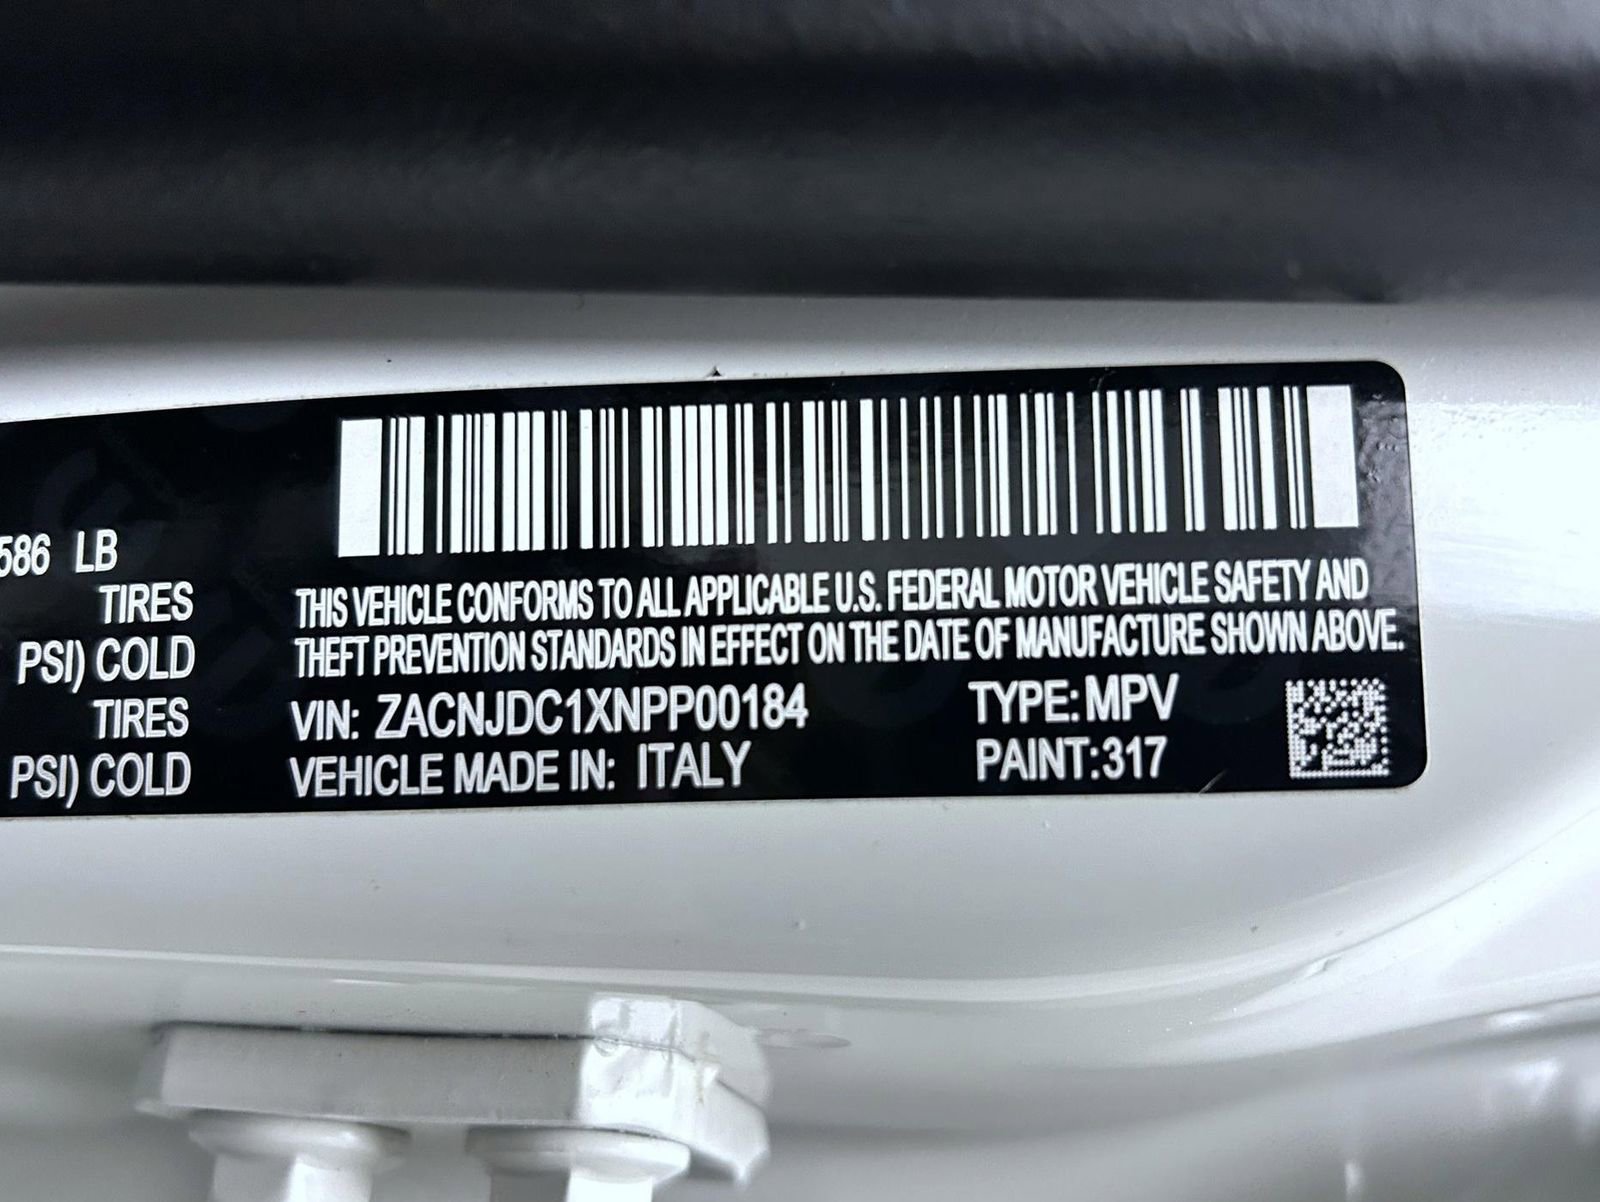 586 LB
TIRES
PSI) COLD
TIRES
PSI) COLD
THIS VEHICLE CONFORMS TO ALL APPLICABLE U.S. FEDERAL MOTOR VEHICLE SAFETY AND
THEFT PREVENTION STANDARDS IN EFFECT ON THE DATE OF MANUFACTURE SHOWN ABOVE.
VIN: ZACNJDC1XNPP00184 TYPE: MPV
VEHICLE MADE IN: ITALY PAINT:317